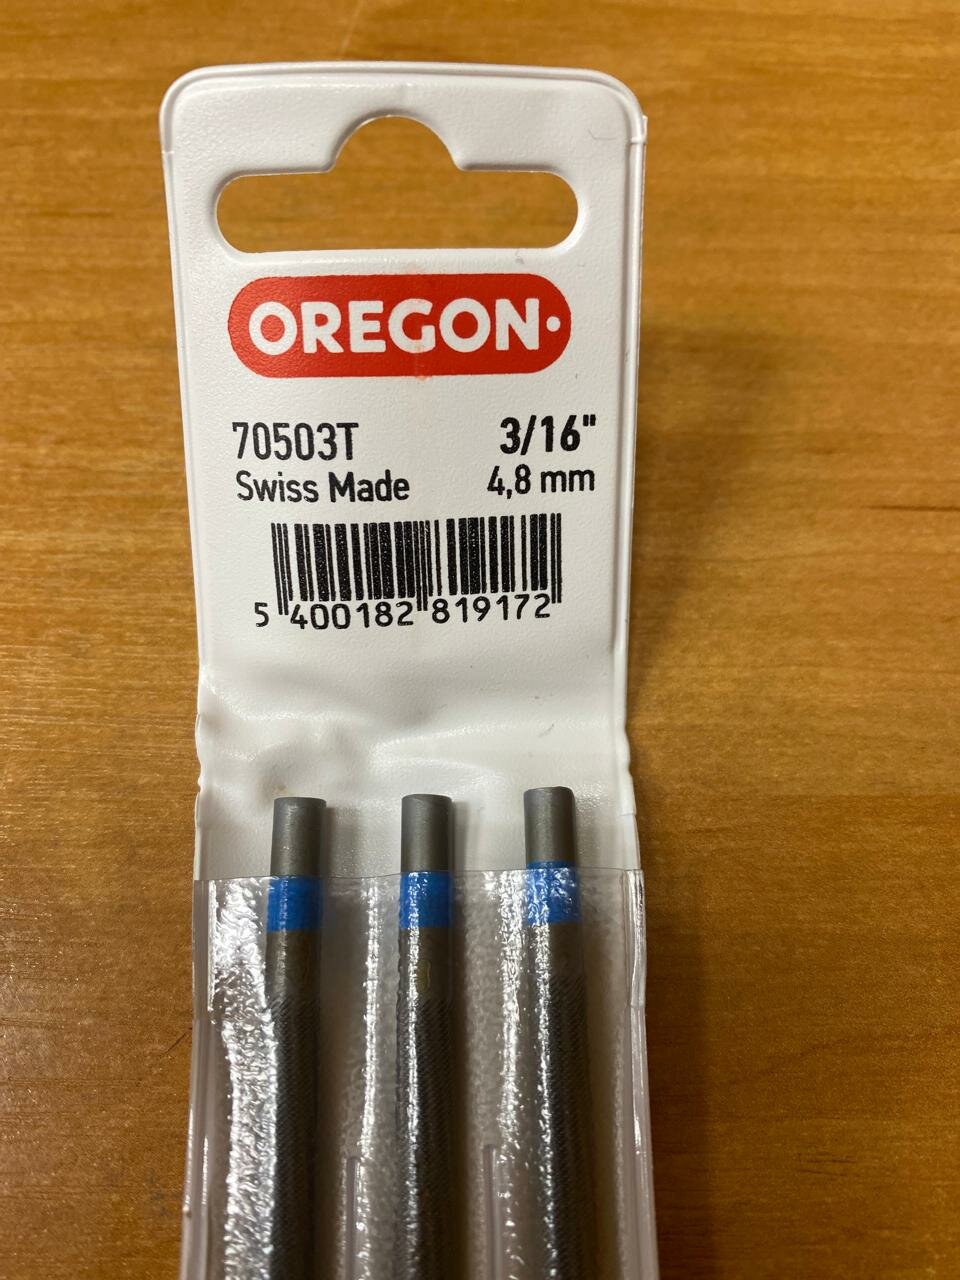 OREGON
70503T 3/16"
Swiss Made 4,8 mm
5 400182 819172